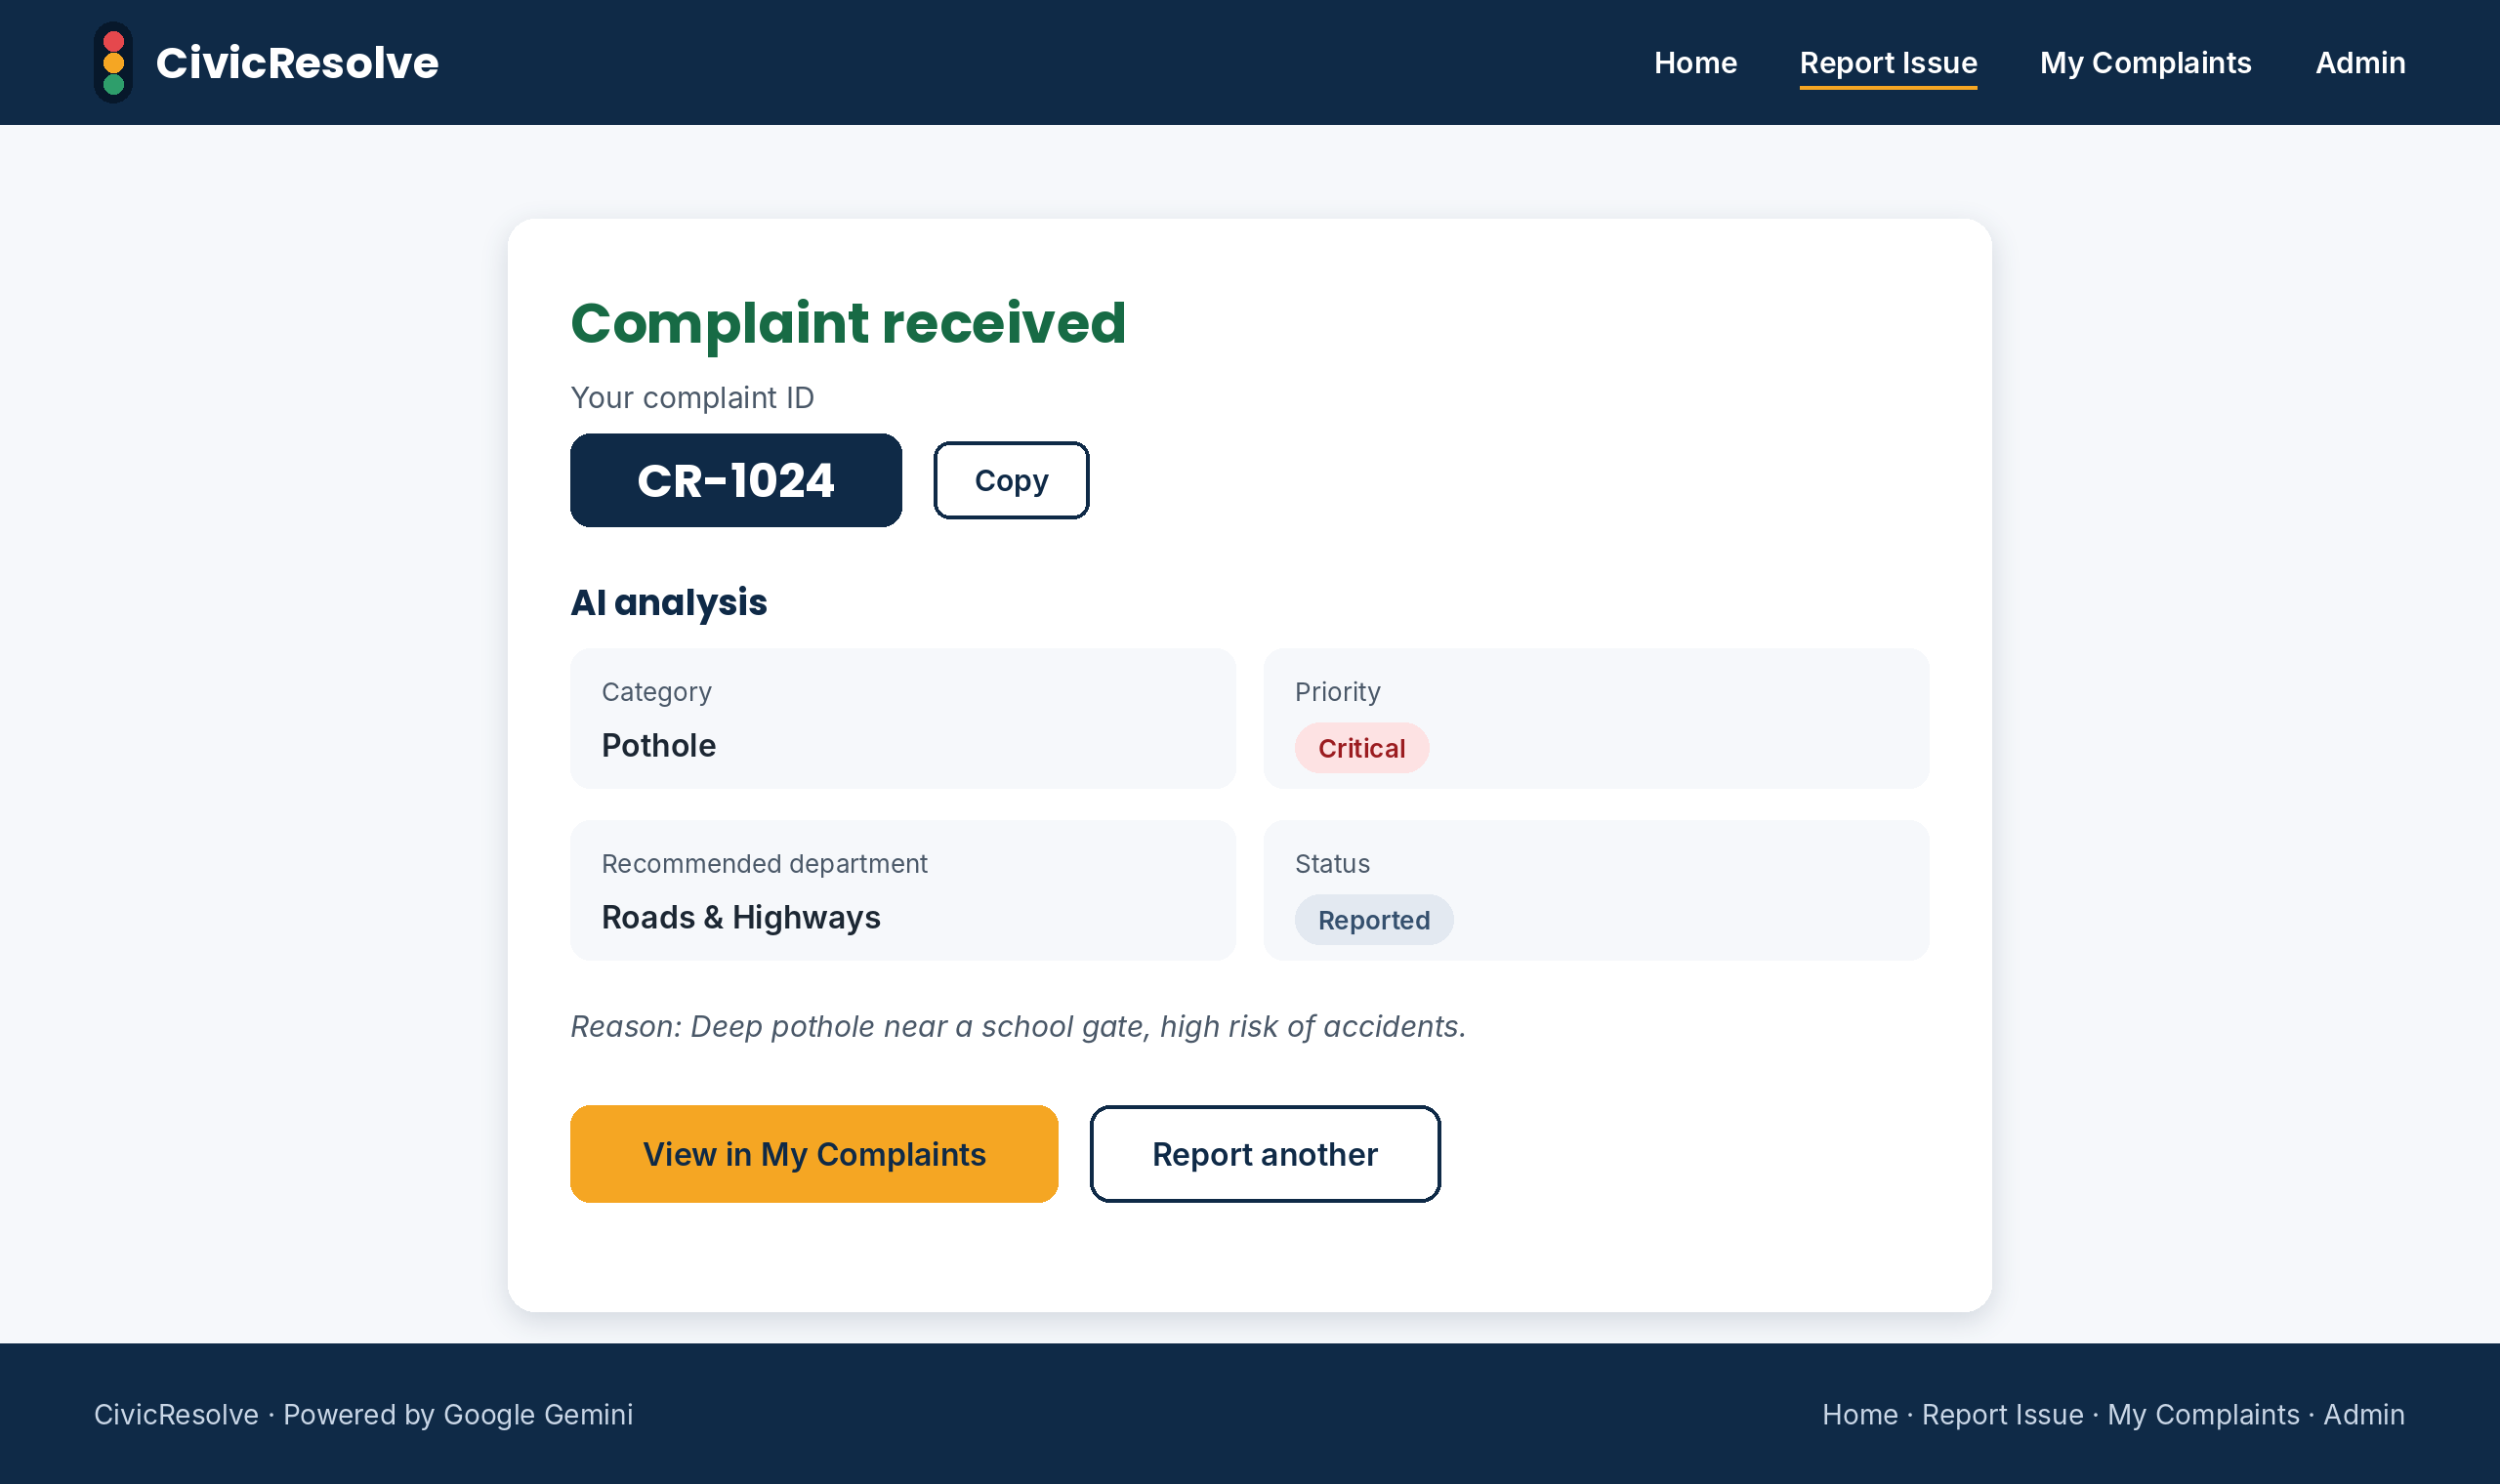 CivicResolve
Home Report Issue My Complaints Admin
Complaint received
Your complaint ID
CR-1024 Copy
AI analysis
Category
Pothole
Priority
Critical
Recommended department
Roads & Highways
Status
Reported
Reason: Deep pothole near a school gate, high risk of accidents.
View in My Complaints Report another
CivicResolve · Powered by Google Gemini
Home · Report Issue · My Complaints · Admin